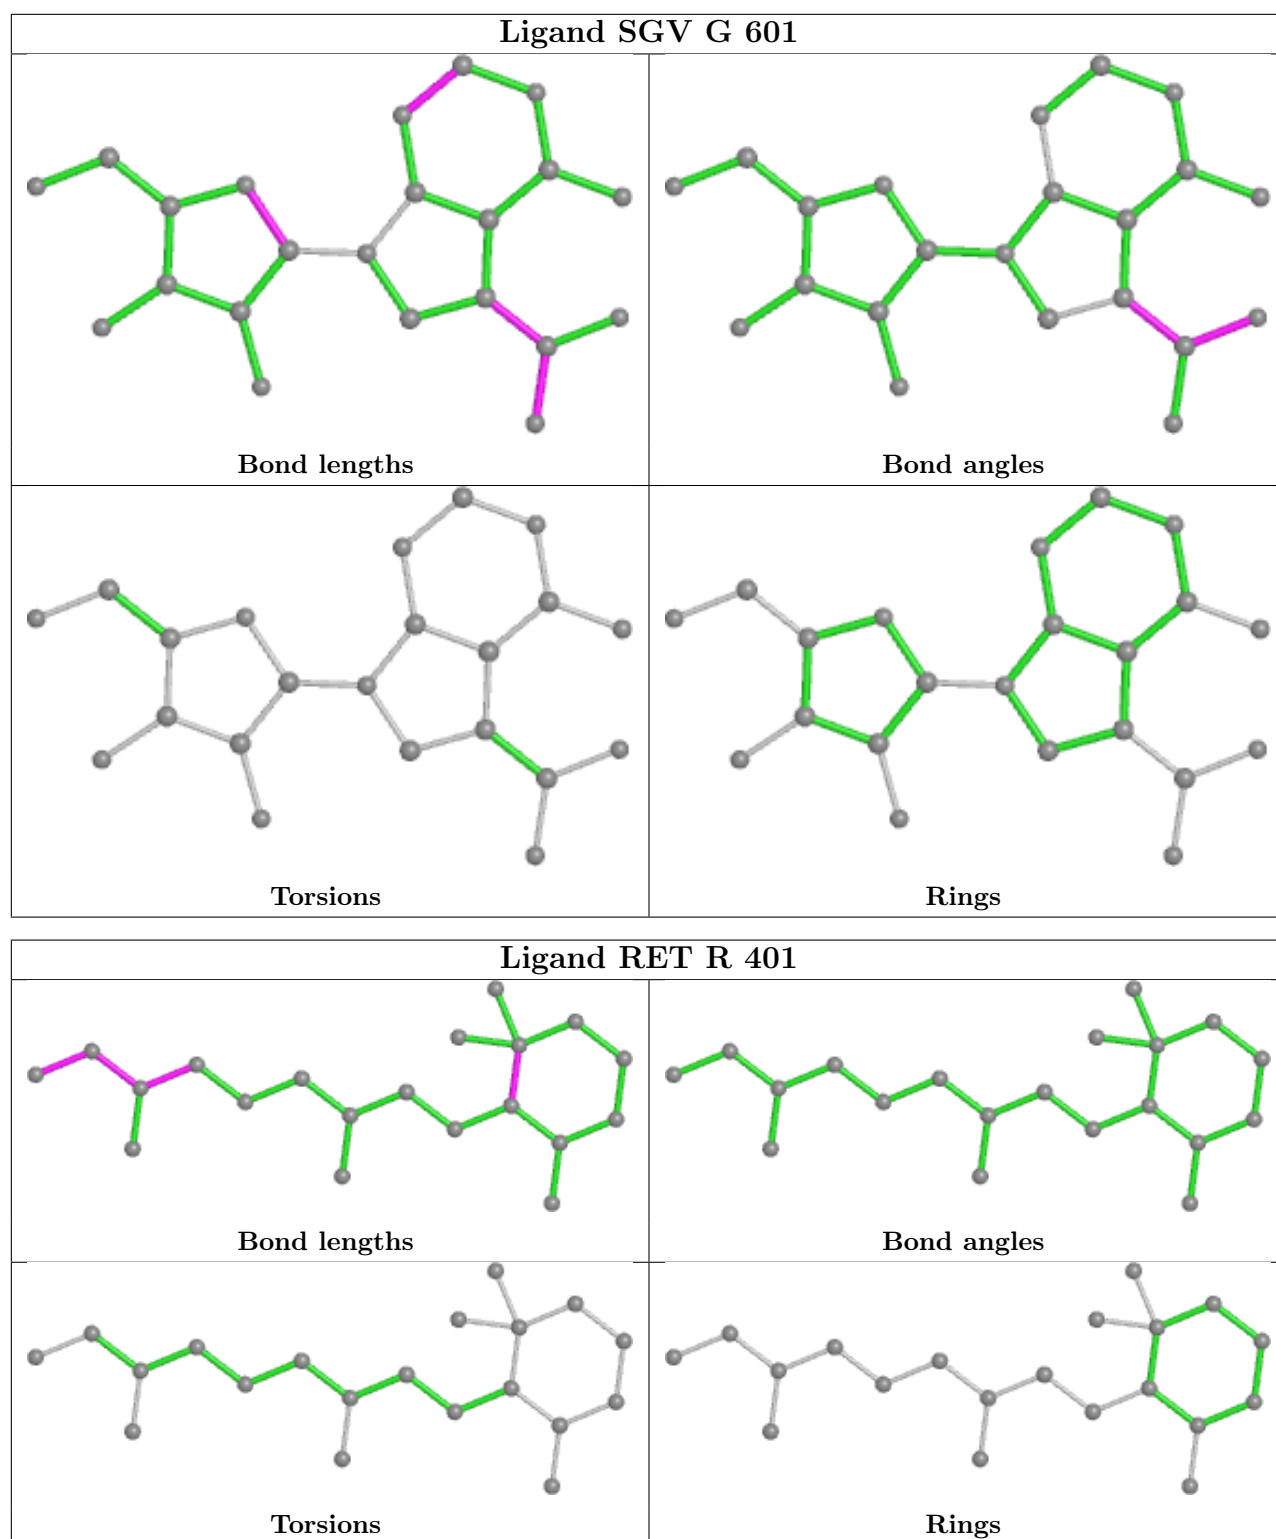 Ligand SGV G 601
Bond lengths
Bond angles
Torsions
Rings
Ligand RET R 401
Bond lengths
Bond angles
Torsions
Rings